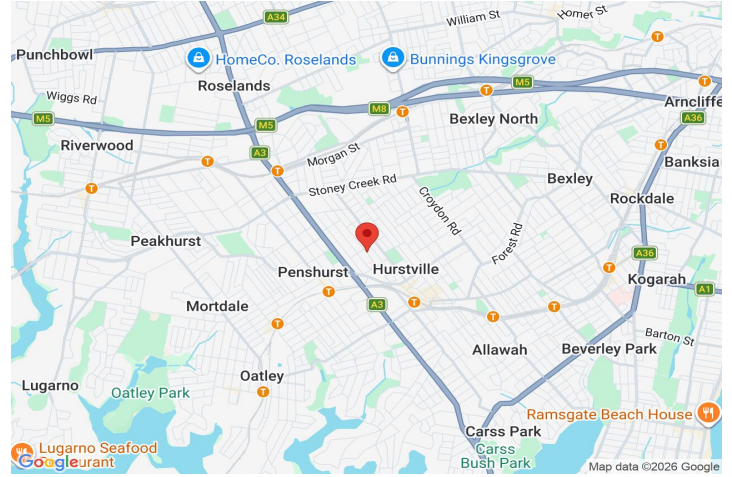 A34
William St
Homer St
Punchbowl
HomeCo. Roselands
Bunnings Kingsgrove
Roselands
M5
Wiggs Rd
M8
Arncliffe
M5
M5
Bexley North
A36
Riverwood
A3
Morgan St
Banksia
Stoney Creek Rd
Bexley
Croydon Rd
Rockdale
Peakhurst
Forest Rd
A36
Penshurst
Hurstville
Kogarah
A1
Mortdale
A3
Barton St
Allawah
Beverley Park
Oatley
Lugarno
Oatley Park
Ramsgate Beach House
Carss Park
Carss
Bush Park
Lugarno Seafood
Google
urant
Map data ©2026 Google